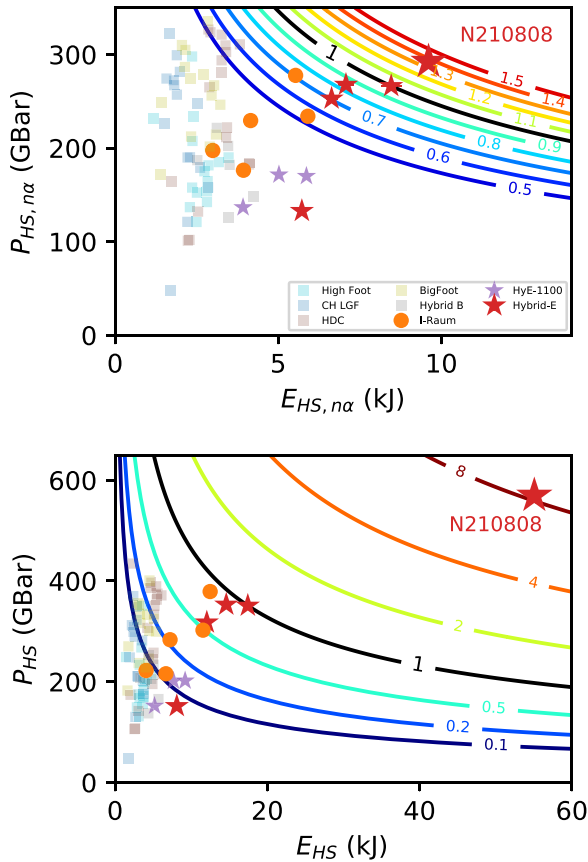 300
200
100
0
P_HS,nα (GBar)
N210808
1
1.5
1.4
1.3
1.2
1.1
0.9
0.8
0.7
0.6
0.5
High Foot
CH LGF
HDC
BigFoot
Hybrid B
I-Raum
HyE-1100
Hybrid-E
0
5
10
E_HS,nα (kJ)
600
400
200
0
P_HS (GBar)
8
N210808
4
2
1
0.5
0.2
0.1
0
20
40
60
E_HS (kJ)